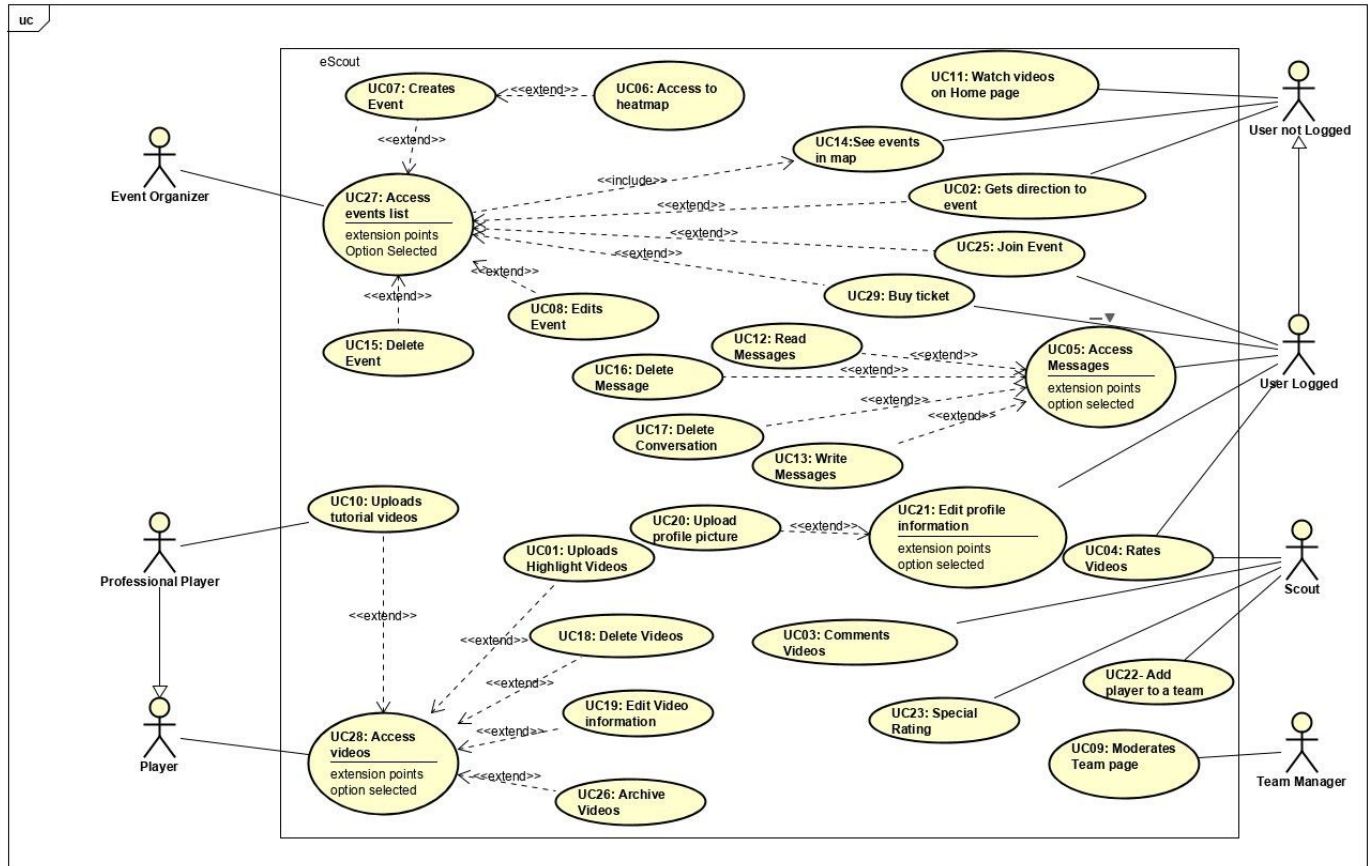 uc
eScout
UC07: Creates
Event
<<extend>>
UC06: Access to
heatmap
UC11: Watch videos
on Home page
User not Logged
<<extend>>
UC14:See events
in map
Event Organizer
UC27: Access
events list
extension points
Option Selected
<<include>>
UC02: Gets direction to
event
<<extend>>
<<extend>>
UC25: Join Event
<<extend>>
<<extend>>
UC29: Buy ticket
<<extend>>
UC08: Edits
Event
UC15: Delete
Event
UC12: Read
Messages
<<extend>>
UC05: Access
Messages
extension points
option selected
User Logged
UC16: Delete
Message
<<extend>>
UC17: Delete
Conversation
<<extend>>
<<extend>>
UC13: Write
Messages
UC10: Uploads
tutorial videos
UC20: Upload
profile picture
<<extend>>
UC21: Edit profile
information
extension points
option selected
UC01: Uploads
Highlight Videos
UC04: Rates
Videos
Professional Player
Scout
<<extend>>
<<extend>>
UC18: Delete Videos
UC03: Comments
Videos
<<extend>>
UC22- Add
player to a team
UC19: Edit Video
information
UC23: Special
Rating
<<extend>>
UC28: Access
videos
extension points
option selected
Player
UC09: Moderates
Team page
Team Manager
<<extend>>
UC26: Archive
Videos